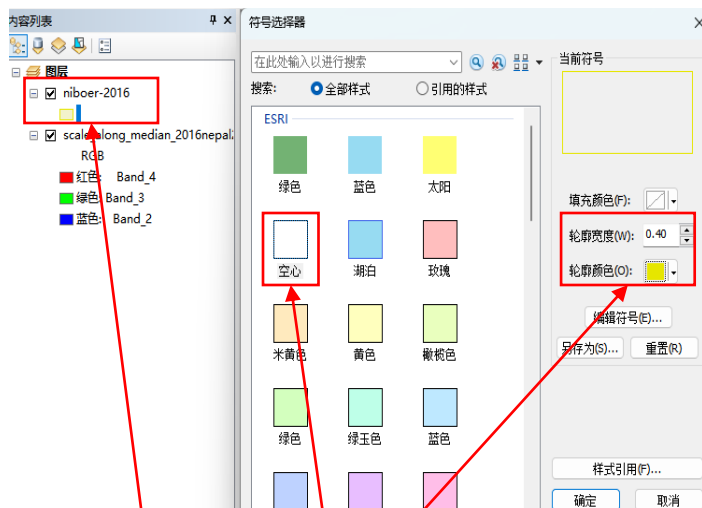 内容列表
图层
niboer-2016
scale_along_median_2016nepal
RGB
红色: Band_4
绿色: Band_3
蓝色: Band_2
符号选择器
在此处输入以进行搜索
搜索: 全部样式 引用的样式
ESRI
绿色 蓝色 太阳
空心 湖泊 玫瑰
米黄色 黄色 橄榄色
绿色 绿玉色 蓝色
当前符号
填充颜色(F):
轮廓宽度(W): 0.40
轮廓颜色(O):
编辑符号(E)...
另存为(S)... 重置(R)
样式引用(F)...
确定 取消